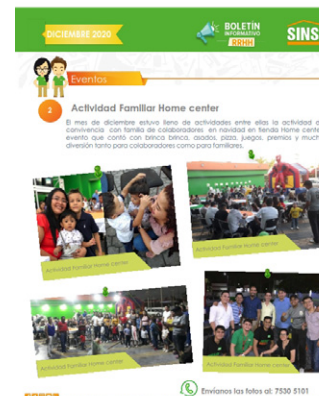 DICIEMBRE 2020
BOLETÍN
INFORMATIVO
RRHH
SINS
Eventos
2
Actividad Familiar Home center
El mes de diciembre estuvo lleno de actividades entre ellas la actividad d
convivencia con familia de colaboradores en navidad en tienda Home cente
evento que contó con brinca brinca, asados, pizza, juegos, premios y much
diversión tanto para colaboradores como para familiares.
Actividad Familiar Home center
Actividad Familiar Home center
Actividad Familiar Home center
Actividad Familiar Home center
Envíanos las fotos al: 7530 5101